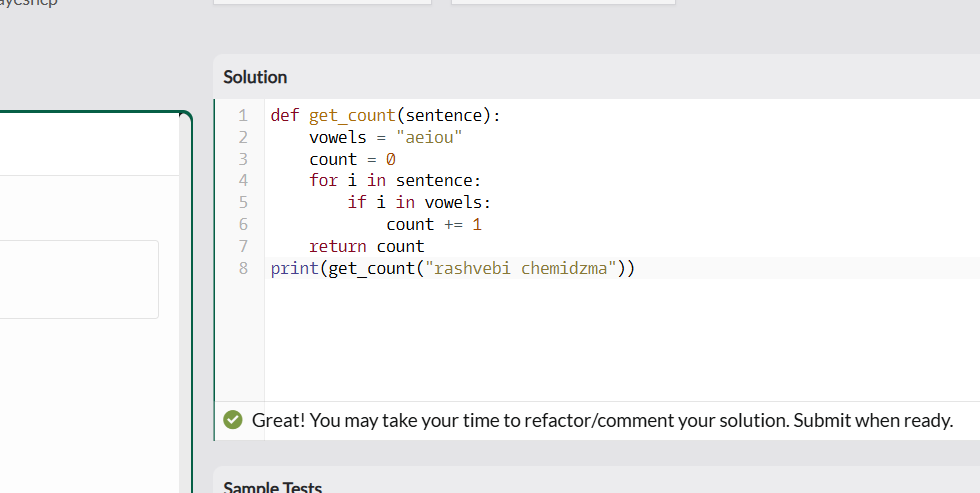 Solution
1 def get_count(sentence):
2     vowels = "aeiou"
3     count = 0
4     for i in sentence:
5         if i in vowels:
6             count += 1
7     return count
8 print(get_count("rashvebi chemidzma"))
Great! You may take your time to refactor/comment your solution. Submit when ready.
Sample Tests